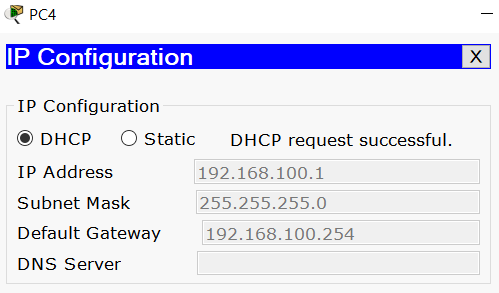 PC4
IP Configuration
X
IP Configuration
DHCP Static DHCP request successful.
IP Address 192.168.100.1
Subnet Mask 255.255.255.0
Default Gateway 192.168.100.254
DNS Server